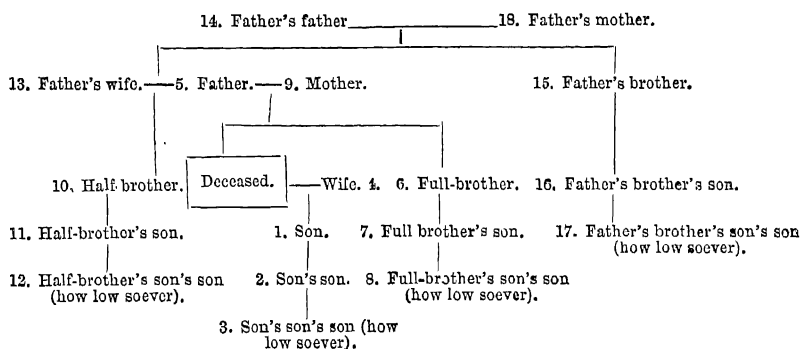 14. Father's father 18. Father's mother.
13. Father's wife. 5. Father. 9. Mother. 15. Father's brother.
10. Half-brother. Deceased. Wife. 4. 6. Full-brother. 16. Father's brother's son.
11. Half-brother's son. 1. Son. 7. Full brother's son. 17. Father's brother's son's son
(how low soever).
12. Half-brother's son's son 2. Son's son. 8. Full-brother's son's son
(how low soever). (how low soever).
3. Son's son's son (how
low soever).